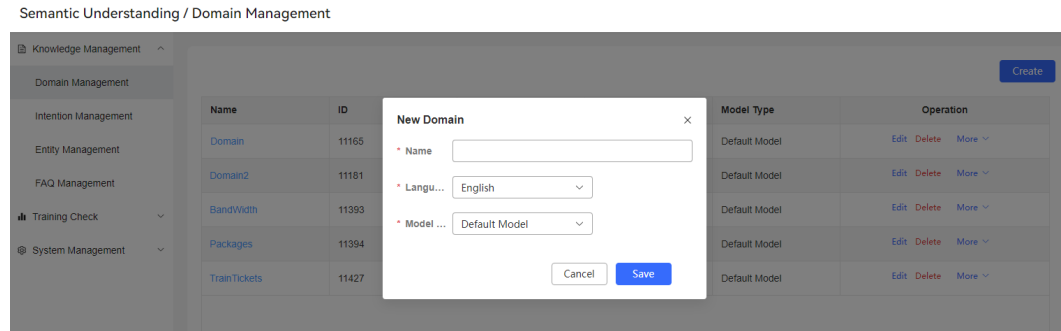 Semantic Understanding / Domain Management
Knowledge Management
Domain Management
Intention Management
Entity Management
FAQ Management
Training Check
System Management
Create
Name ID Model Type Operation
Domain 11165 Default Model Edit Delete More
Domain2 11181 Default Model Edit Delete More
BandWidth 11393 Default Model Edit Delete More
Packages 11394 Default Model Edit Delete More
TrainTickets 11427 Default Model Edit Delete More
New Domain
* Name
* Langu... English
* Model ... Default Model
Cancel Save